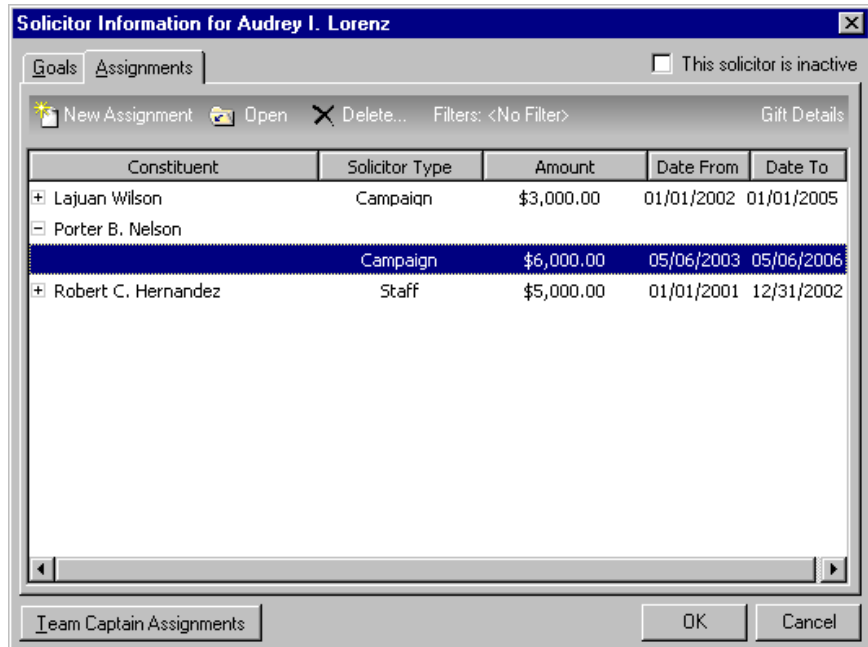 Solicitor Information for Audrey I. Lorenz
Goals Assignments This solicitor is inactive
New Assignment Open Delete... Filters: <No Filter> Gift Details
Constituent Solicitor Type Amount Date From Date To
Lajuan Wilson Campaign $3,000.00 01/01/2002 01/01/2005
Porter B. Nelson
Campaign $6,000.00 05/06/2003 05/06/2006
Robert C. Hernandez Staff $5,000.00 01/01/2001 12/31/2002
Team Captain Assignments OK Cancel